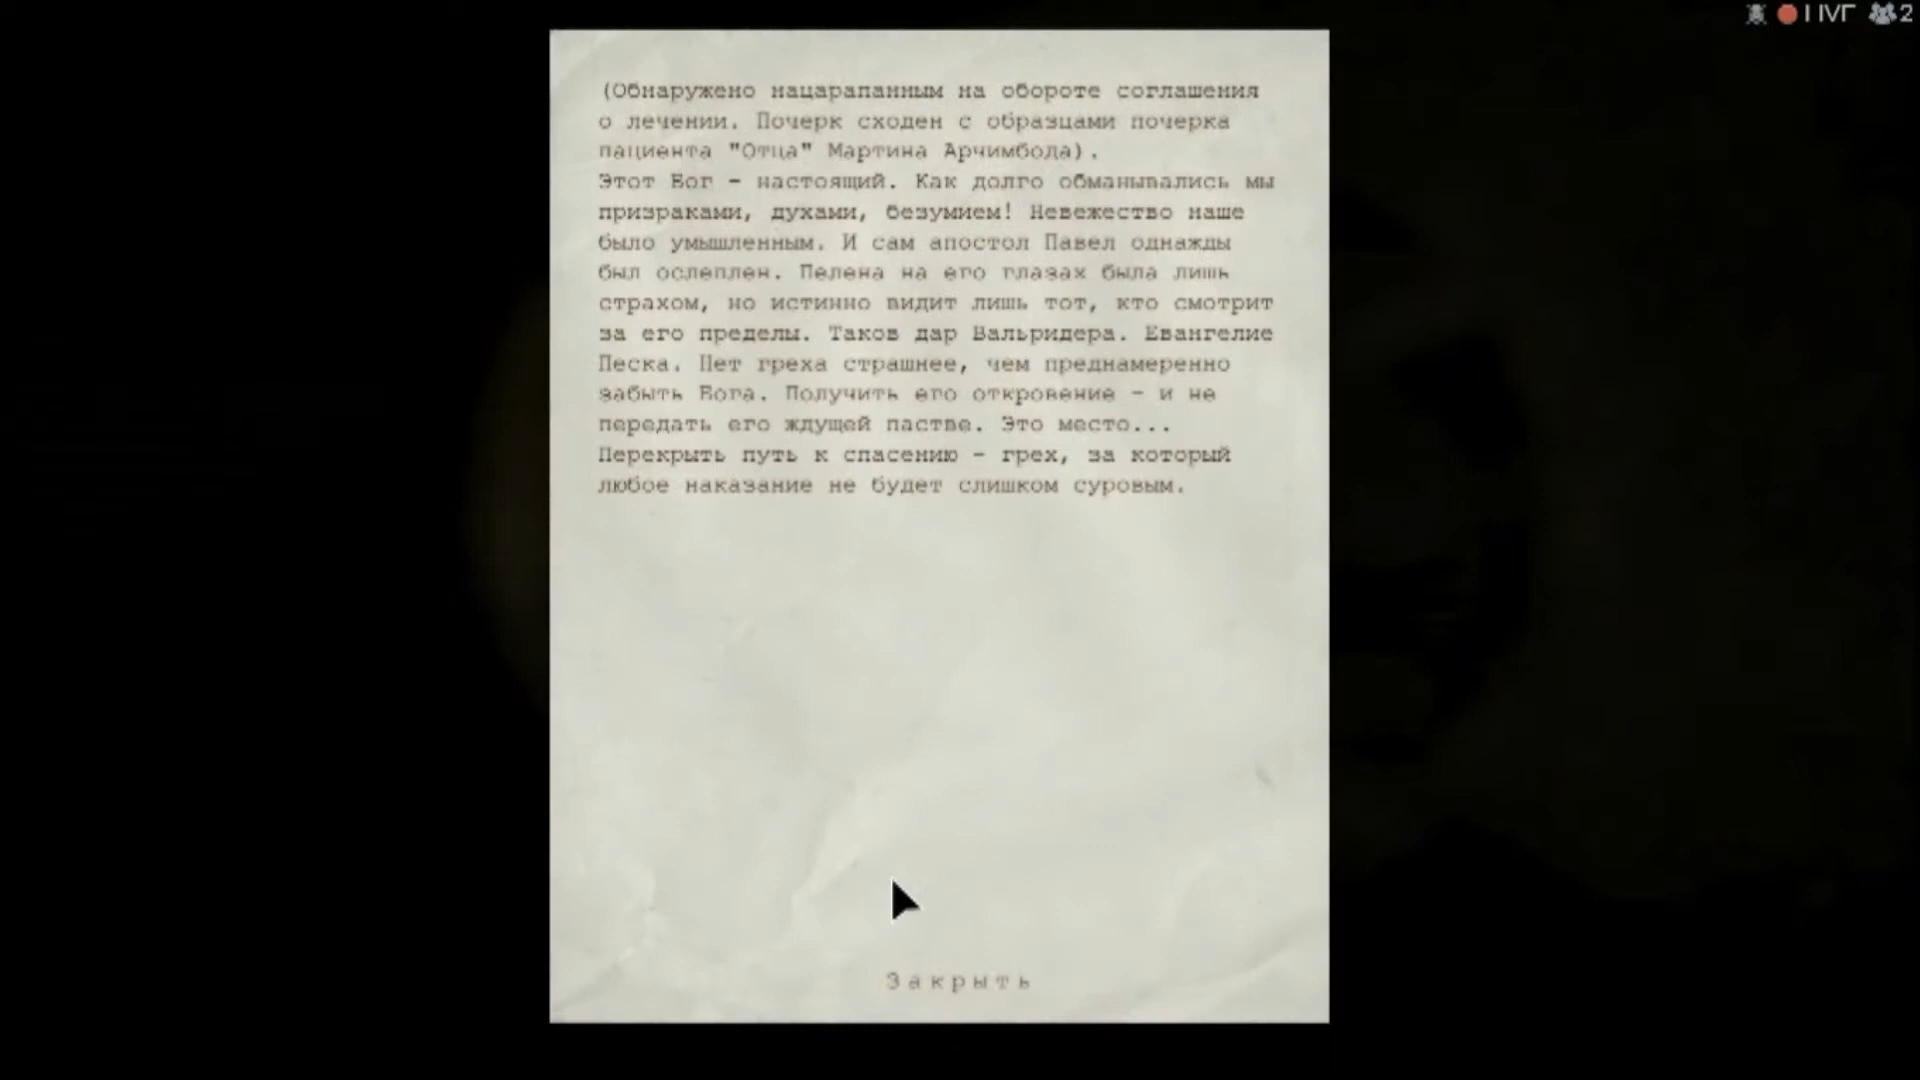 LIVE 2
(Обнаружено нацарапанным на обороте соглашения
о лечении. Почерк сходен с образцами почерка
пациента "Отца" Мартина Арчимбола).
Этот Бог - настоящий. Как долго обманывались мы
призраками, духами, безумием! Невежество наше
было умышленным. И сам апостол Павел однажды
был ослеплен. Пелена на его глазах была лишь
страхом, но истинно видит лишь тот, кто смотрит
за его пределы. Таков дар Вальридера. Евангелие
Песка. Нет греха страшнее, чем преднамеренно
забыть Бога. Получить его откровение - и не
передать его ждущей пастве. Это место...
Перекрыть путь к спасению - грех, за который
любое наказание не будет слишком суровым.
Закрыть